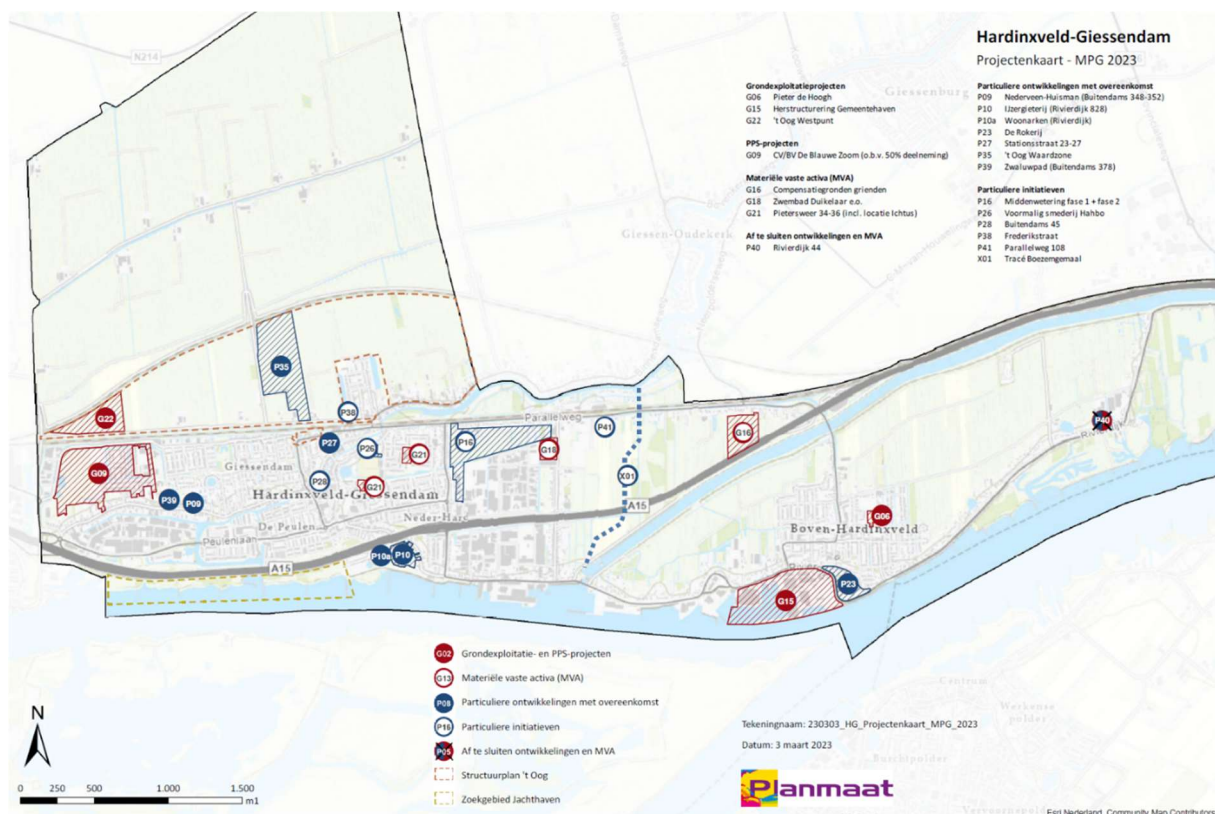 Hardinxveld-Giessendam
Projectenkaart - MPG 2023
Grondexploitatieprojecten
G06 Pieter de Hoogh
G15 Herstructurering Gemeentehaven
G22 't Oog Westpunt
PPS-projecten
G09 CV/BV De Blauwe Zoom (o.b.v. 50% deelneming)
Materiële vaste activa (MVA)
G16 Compensatiegronden grienden
G18 Zwembad Duikelaar e.o.
G21 Pietersweer 34-36 (incl. locatie Ichtus)
Af te sluiten ontwikkelingen en MVA
P40 Rivierdijk 44
Particuliere ontwikkelingen met overeenkomst
P09 Nederveen-Huisman (Buitendams 348-352)
P10 IJzergieterij (Rivierdijk 828)
P10a Woonarken (Rivierdijk)
P23 De Rokerij
P27 Stationsstraat 23-27
P35 't Oog Waardzone
P39 Zwaluwpad (Buitendams 378)
Particuliere initiatieven
P16 Middenwetering fase 1 + fase 2
P26 Voormalig smederij Hahbo
P28 Buitendams 45
P38 Frederikstraat
P41 Parallelweg 108
X01 Tracé Boezemgemaal
N214
Giessenburg
Giessen-Oudekerk
P35
G22
P38
Parallelweg
P41
G16
P40
P27
P26
G21
P16
G18
G09
Giessendam
P28
G21
X01
Hardinxveld-Giessendam
P39
P09
De Peulen
Neder-Hard
A15
G06
Peulenlaan
Boven-Hardinxveld
P10a
P10
A15
P23
G15
G02 Grondexploitatie- en PPS-projecten
G13 Materiële vaste activa (MVA)
P08 Particuliere ontwikkelingen met overeenkomst
P16 Particuliere initiatieven
P05 Af te sluiten ontwikkelingen en MVA
Structuurplan 't Oog
Zoekgebied Jachthaven
N
0 250 500 1.000 1.500
m1
Centrum
Werkense
polder
Tekeningnaam: 230303_HG_Projectenkaart_MPG_2023
Datum: 3 maart 2023
Planmaat
Esri Nederland, Community Map Contributors